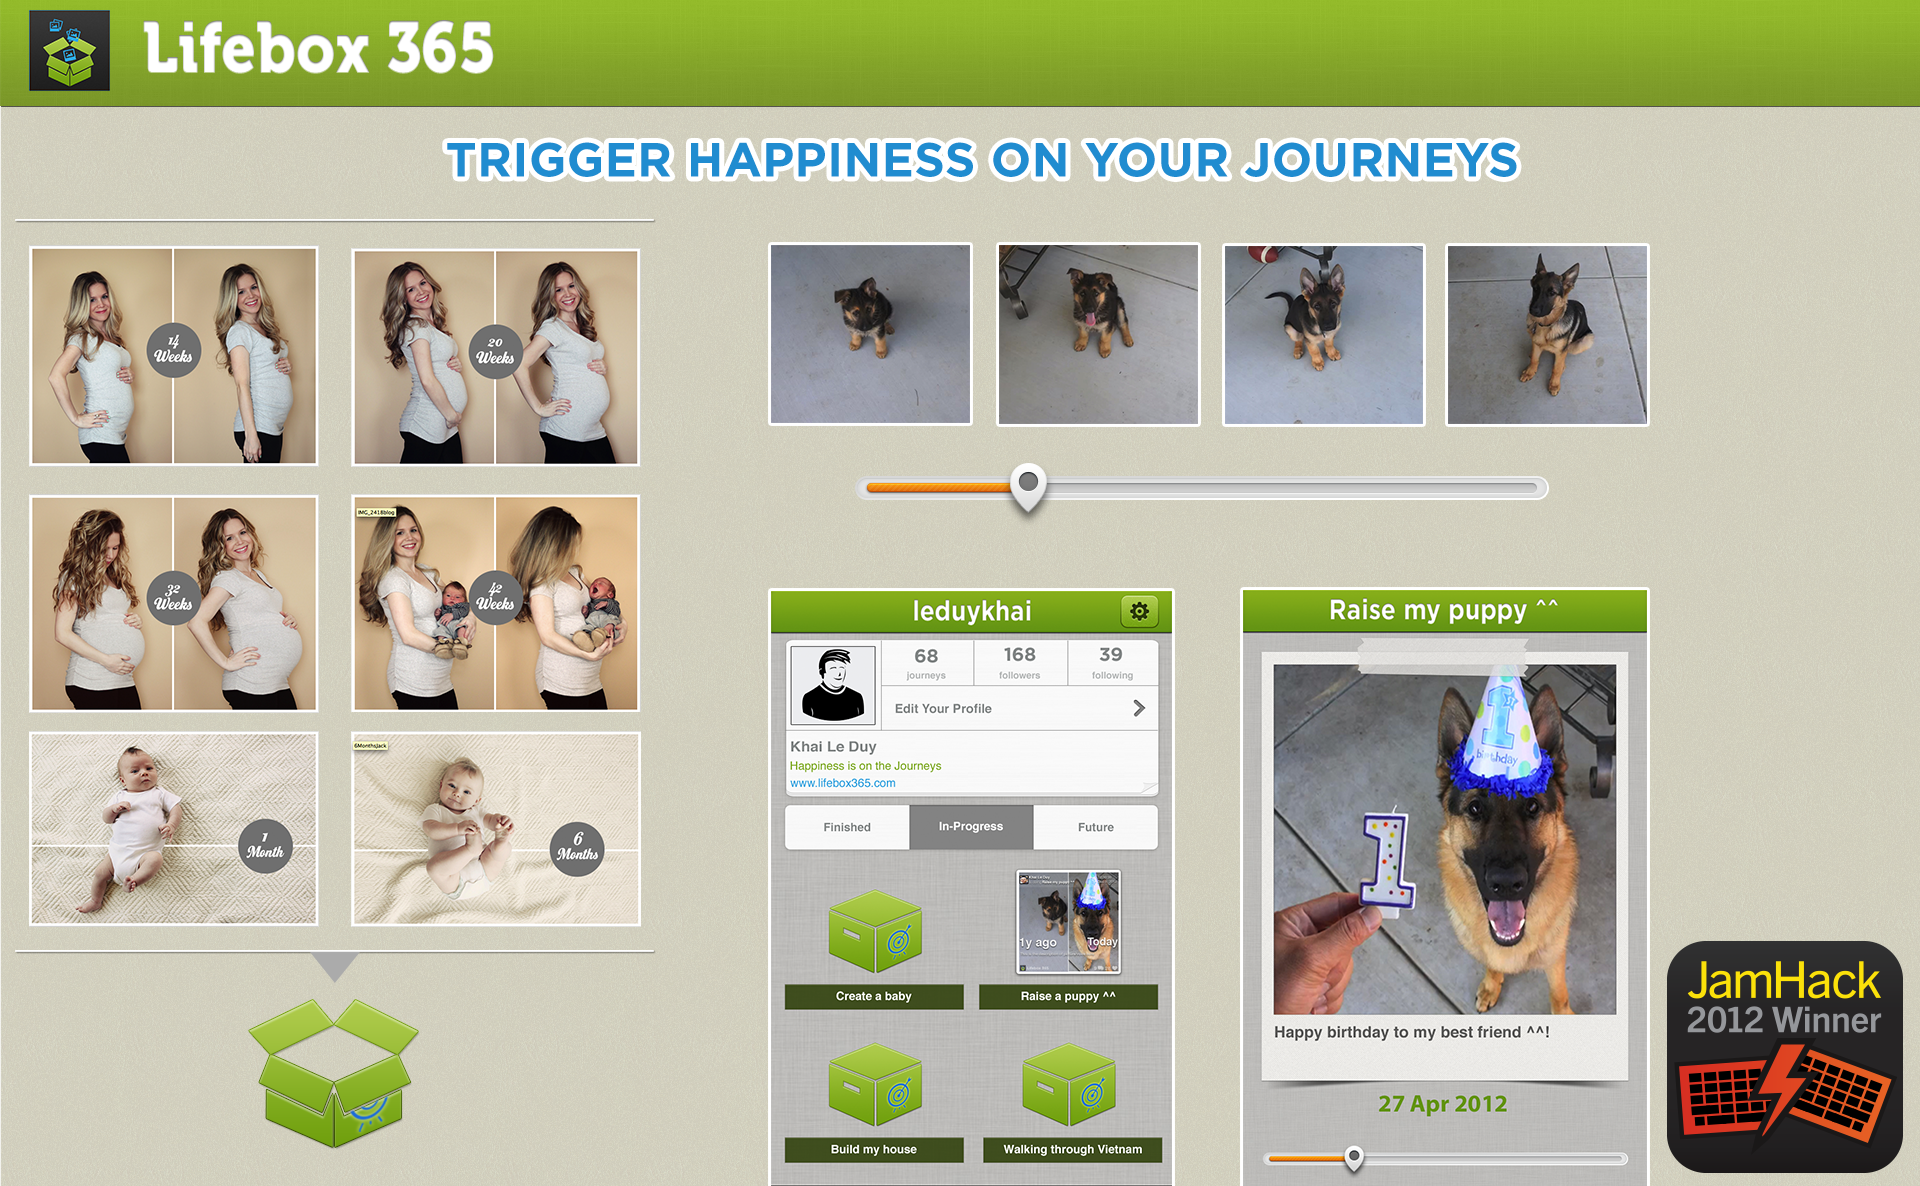 Lifebox 365
TRIGGER HAPPINESS ON YOUR JOURNEYS
14
Weeks
20
Weeks
32
Weeks
IMG_2418blog
42
Weeks
1
Month
6MonthsJack
6
Months
leduykhai
68
journeys
168
followers
39
following
Edit Your Profile
Khai Le Duy
Happiness is on the Journeys
www.lifebox365.com
Finished
In-Progress
Future
1y ago
Today
Create a baby
Raise a puppy ^^
Build my house
Walking through Vietnam
Raise my puppy ^^
1
birthday
1
Happy birthday to my best friend ^^!
27 Apr 2012
JamHack
2012 Winner